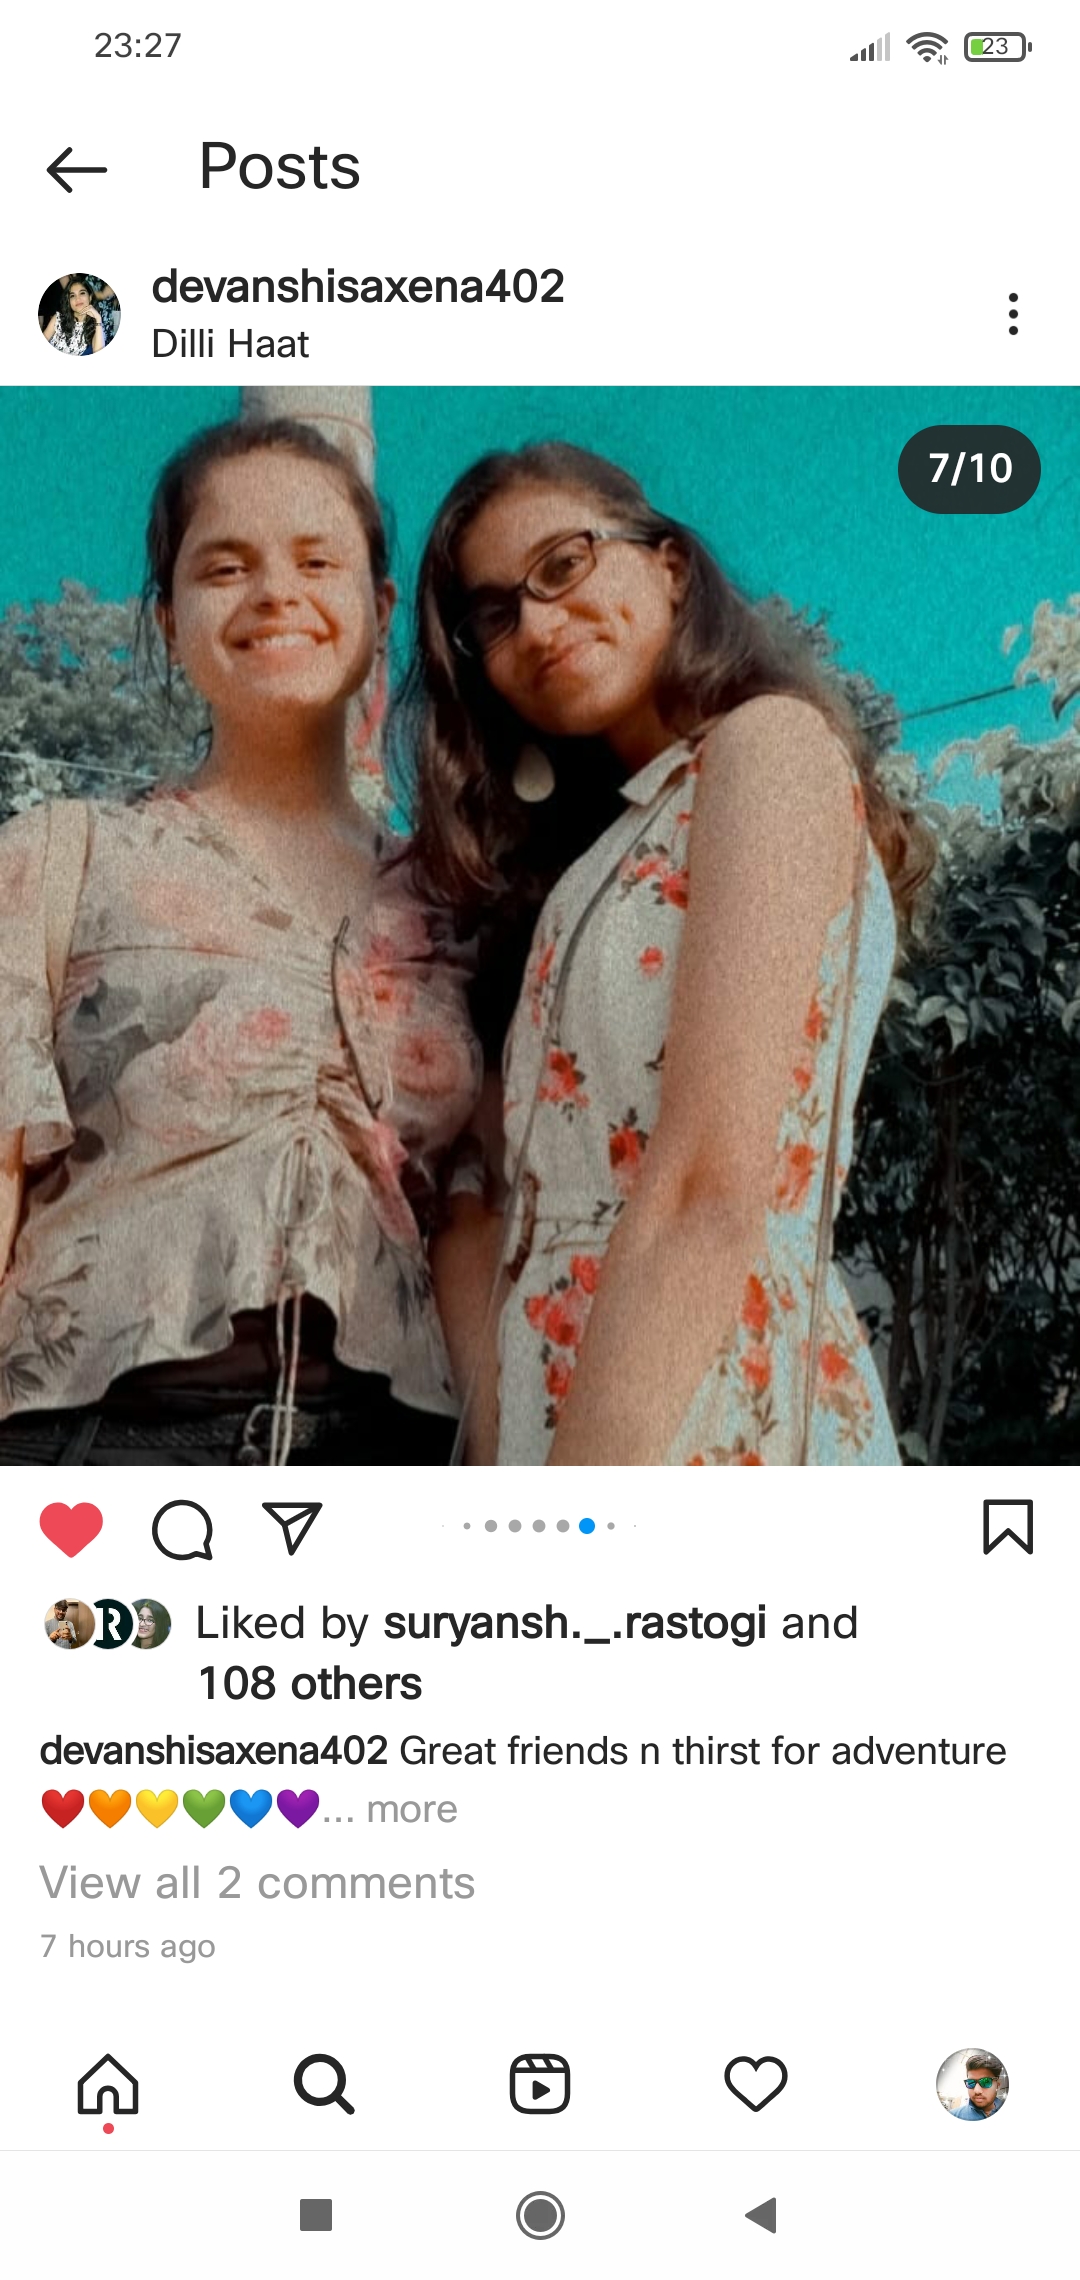 23:27
23
Posts
devanshisaxena402
Dilli Haat
7/10
R
Liked by suryansh._.rastogi and
108 others
devanshisaxena402 Great friends n thirst for adventure
❤️🧡💛💚💙💜... more
View all 2 comments
7 hours ago